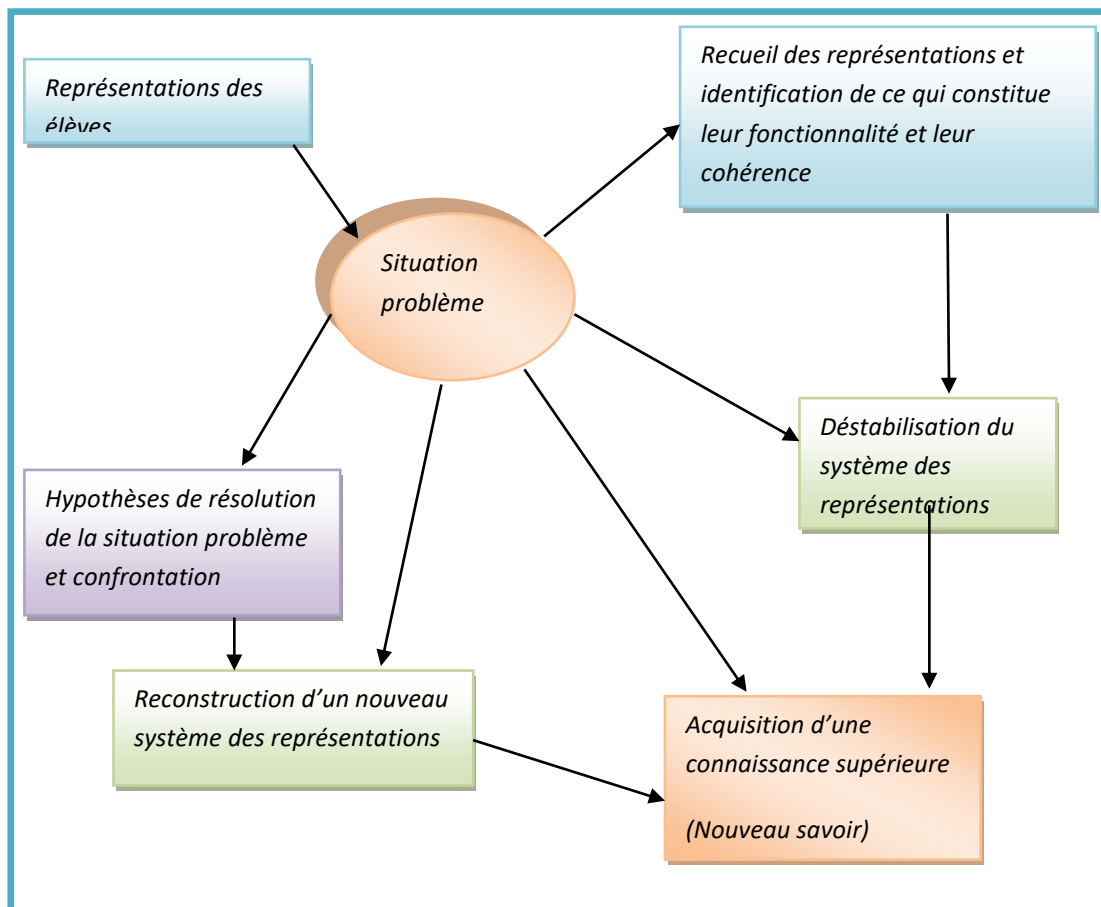 Représentations des
élèves
Recueil des représentations et
identification de ce qui constitue
leur fonctionnalité et leur
cohérence
Situation
problème
Déstabilisation du
système des
représentations
Hypothèses de résolution
de la situation problème
et confrontation
Reconstruction d’un nouveau
système des représentations
Acquisition d’une
connaissance supérieure
(Nouveau savoir)